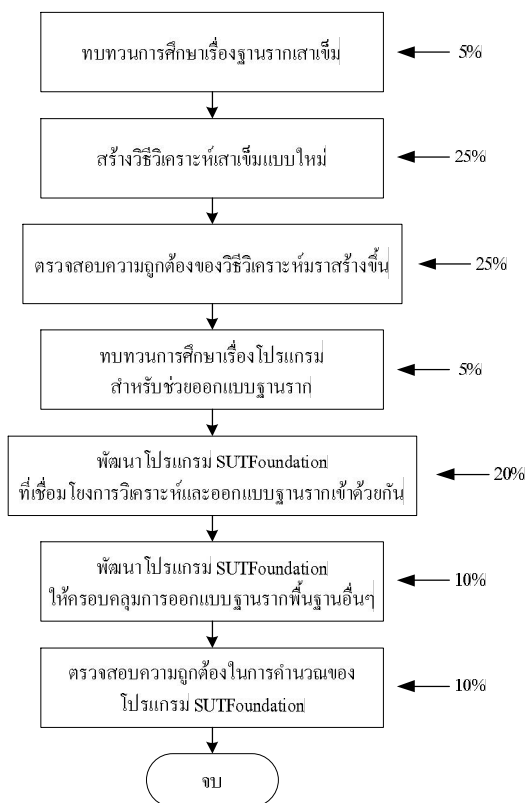 ทบทวนการศึกษาเรื่องฐานรากเสาเข็ม
5%
สร้างวิธีวิเคราะห์เสาเข็มแบบใหม่
25%
ตรวจสอบความถูกต้องของวิธีวิเคราะห์มราสร้างขึ้น
25%
ทบทวนการศึกษาเรื่องโปรแกรม
สำหรับช่วยออกแบบฐานราก
5%
พัฒนาโปรแกรม SUTFoundation
ที่เชื่อมโยงการวิเคราะห์และออกแบบฐานรากเข้าด้วยกัน
20%
พัฒนาโปรแกรม SUTFoundation
ให้ครอบคลุมการออกแบบฐานรากพื้นฐานอื่นๆ
10%
ตรวจสอบความถูกต้องในการคำนวณของ
โปรแกรม SUTFoundation
10%
จบ